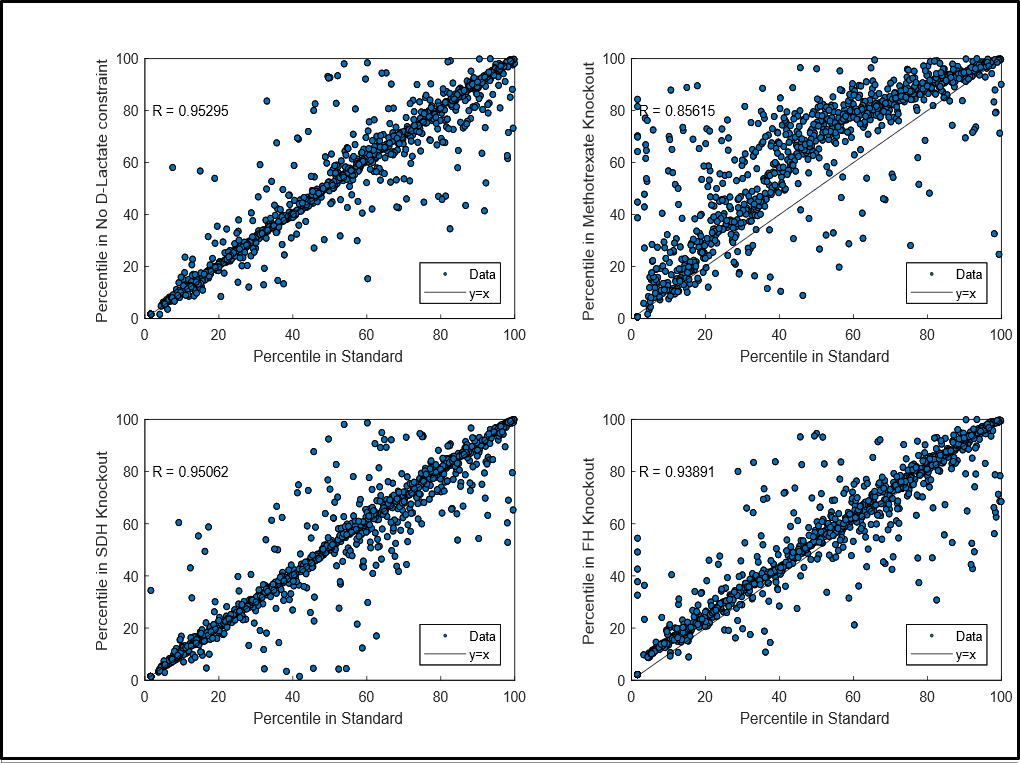 Percentile in No D-Lactate constraint
100
80
60
40
20
0
R = 0.95295
Data
y=x
0 20 40 60 80 100
Percentile in Standard
Percentile in Methotrexate Knockout
100
80
60
40
20
0
R = 0.85615
Data
y=x
0 20 40 60 80 100
Percentile in Standard
Percentile in SDH Knockout
100
80
60
40
20
0
R = 0.95062
Data
y=x
0 20 40 60 80 100
Percentile in Standard
Percentile in FH Knockout
100
80
60
40
20
0
R = 0.93891
Data
y=x
0 20 40 60 80 100
Percentile in Standard